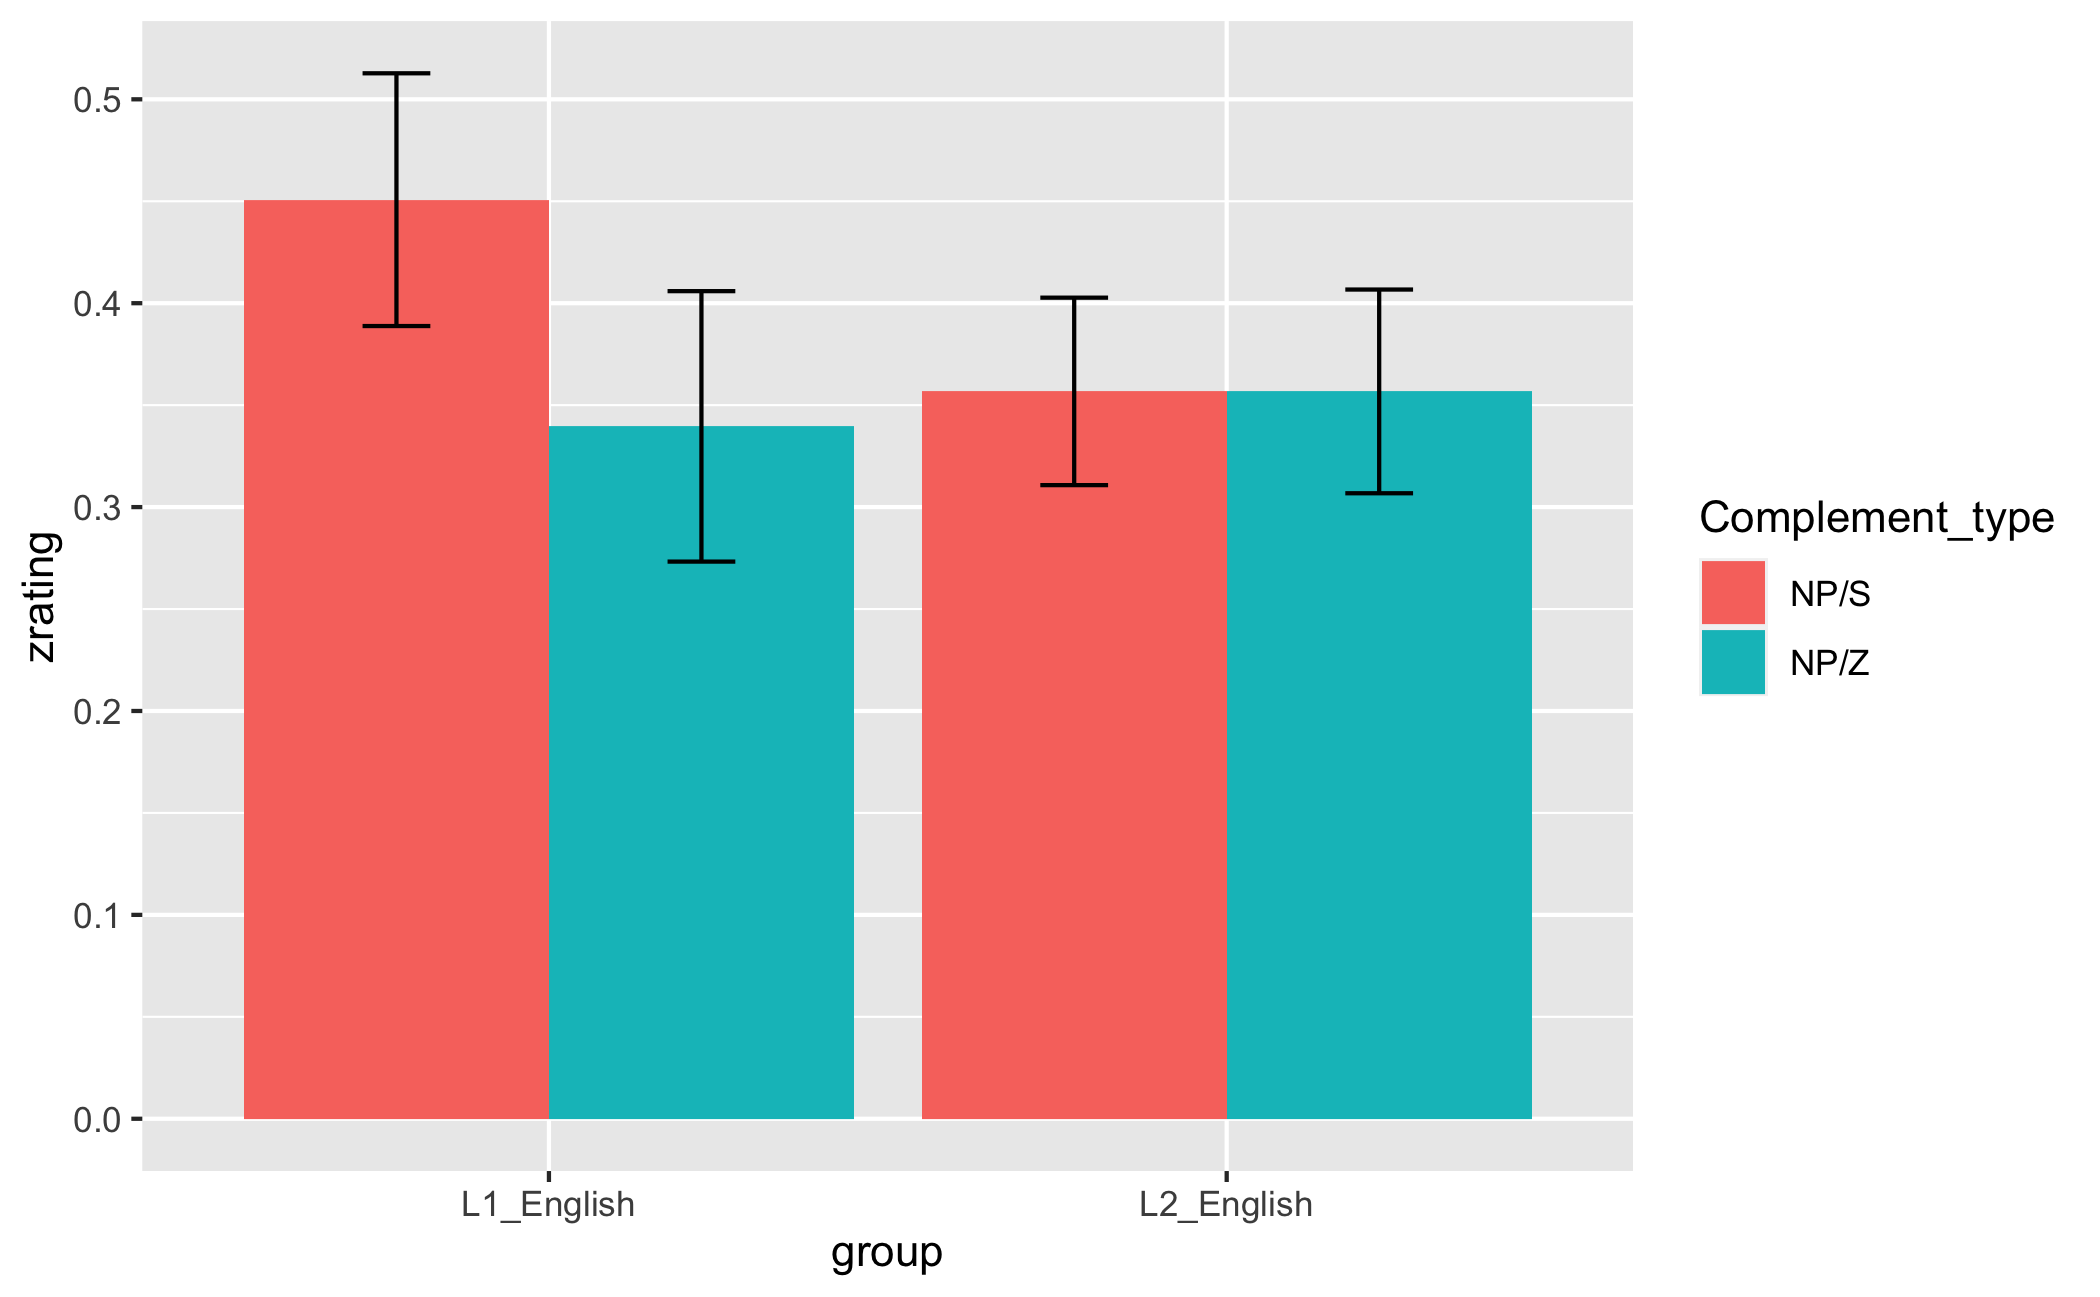 0.5
0.4
0.3
0.2
0.1
0.0
zrating
L1_English
L2_English
group
Complement_type
NP/S
NP/Z